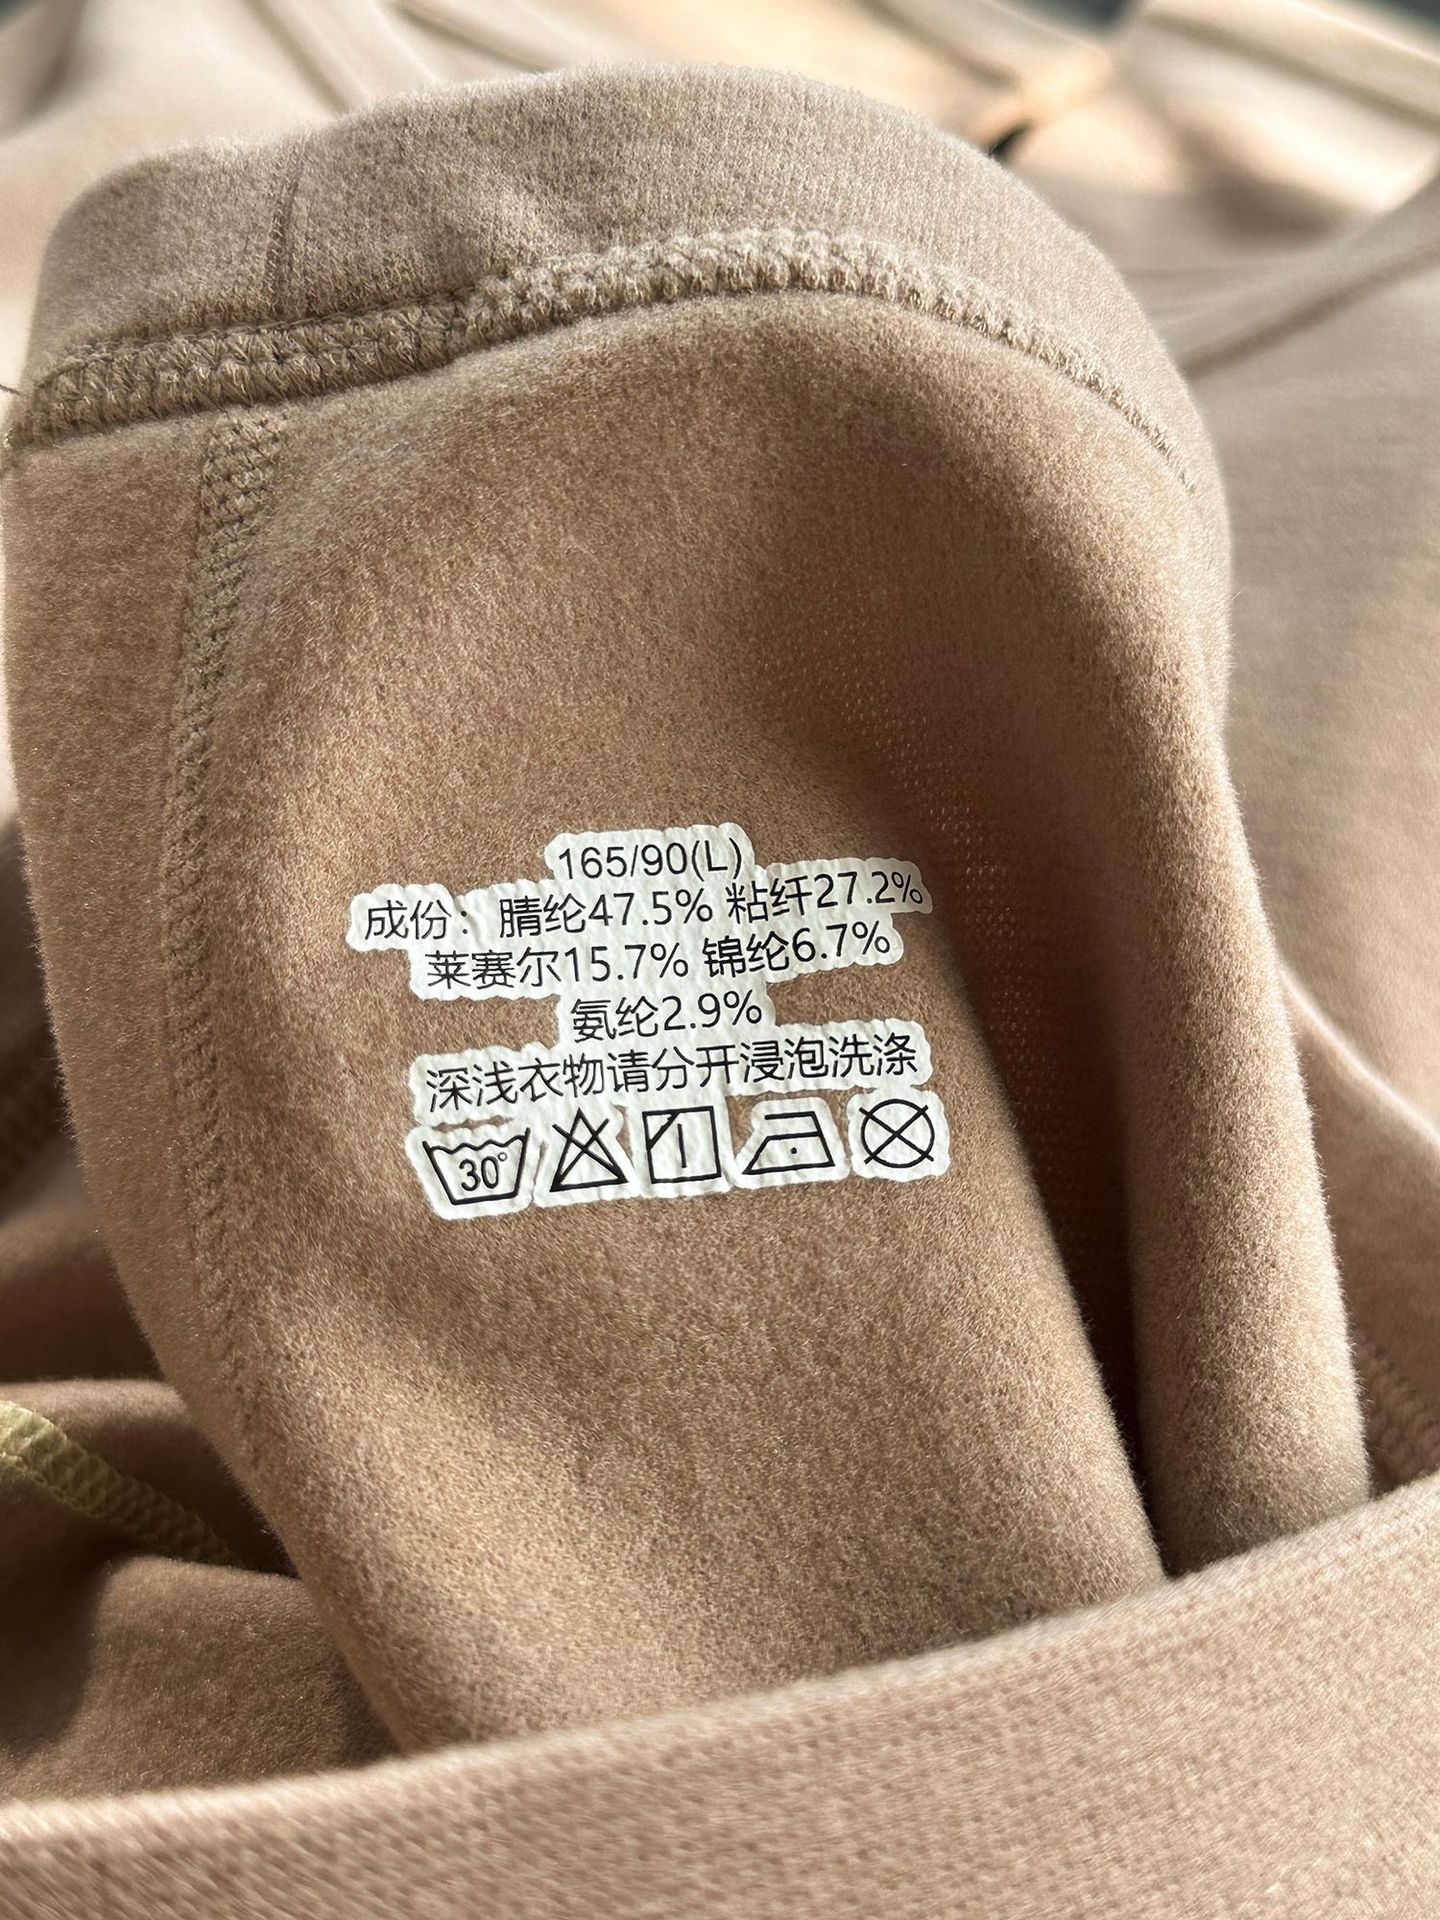 165/90(L)
成份：腈纶47.5% 粘纤27.2%
莱赛尔15.7% 锦纶6.7%
氨纶2.9%
深浅衣物请分开浸泡洗涤
30°